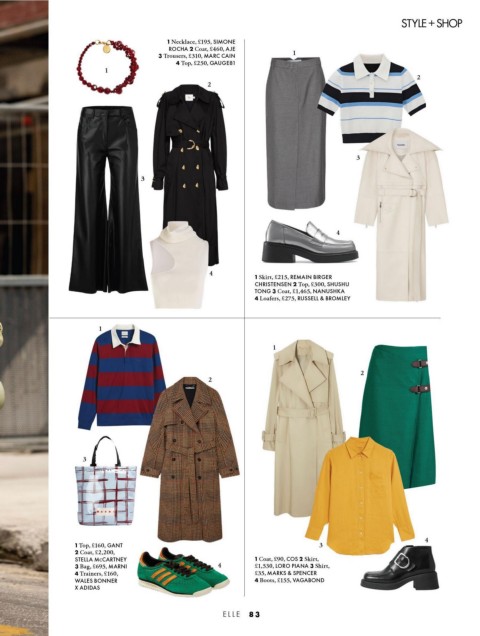 STYLE + SHOP
1 Necklace, £195, SIMONE
ROCHA 2 Coat, £460, AJE
3 Trousers, £310, MARC CAIN
4 Top, £250, GAUGE81
1
2
3
4
1
2
3
4
1 Skirt, £215, REMAIN BIRGER
CHRISTENSEN 2 Top, £300, SHUSHU
TONG 3 Coat, £1,465, NANUSHKA
4 Loafers, £275, RUSSELL & BROMLEY
1
2
3
1 Top, £160, GANT
2 Coat, £2,200,
STELLA McCARTNEY
3 Bag, £695, MARNI
4 Trainers, £160,
WALES BONNER
X ADIDAS
4
1
2
3
1 Coat, £90, COS 2 Skirt,
£1,530, LORO PIANA 3 Shirt,
£35, MARKS & SPENCER
4 Boots, £155, VAGABOND
4
ELLE 83